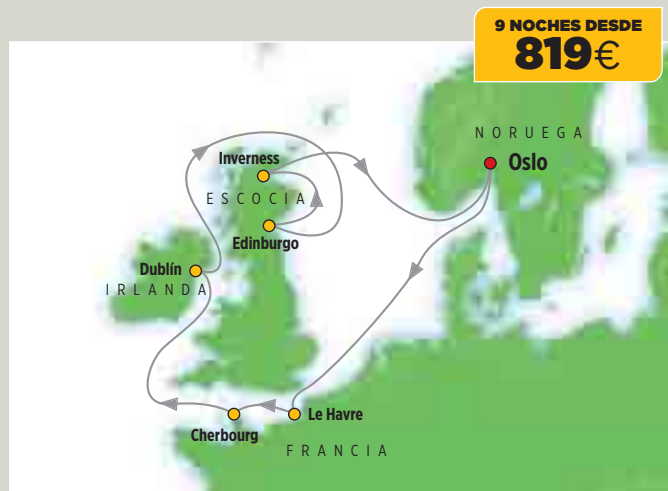 9 NOCHES DESDE
819€
NORUEGA
Oslo
Inverness
ESCOCIA
Edinburgo
Dublín
IRLANDA
Le Havre
Cherbourg
FRANCIA